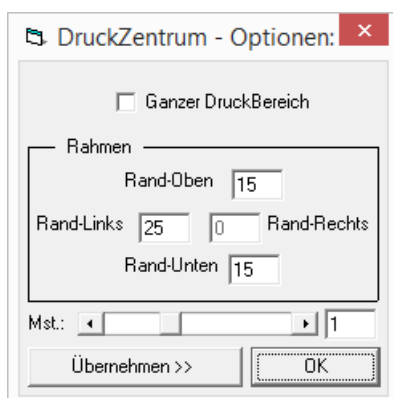 DruckZentrum - Optionen:
Ganzer DruckBereich
Rahmen
Rand-Oben 15
Rand-Links 25 0 Rand-Rechts
Rand-Unten 15
Mst.: 1
Übernehmen >> OK